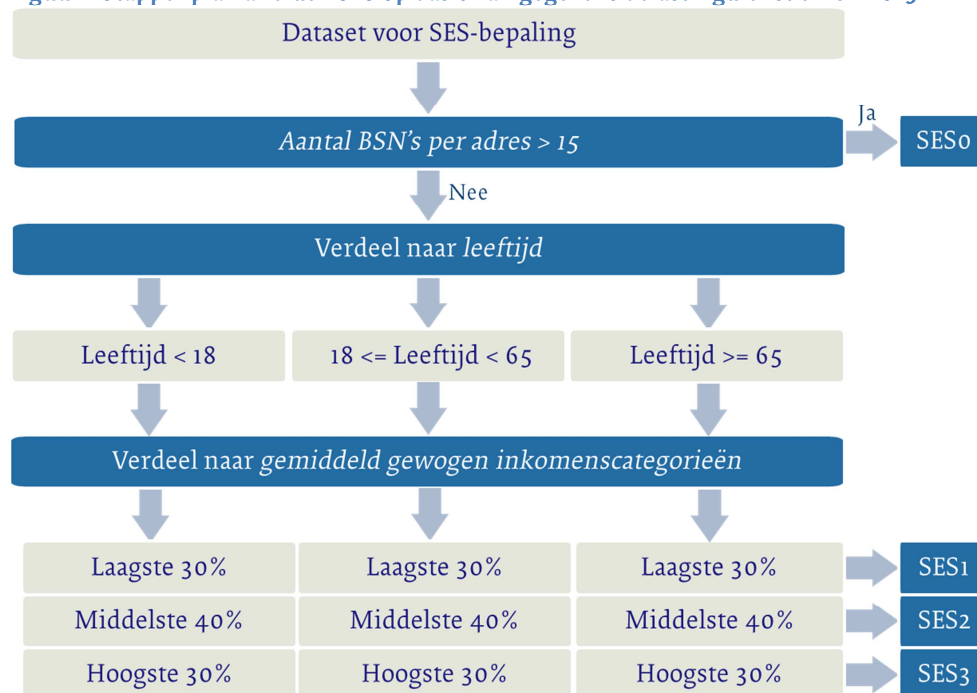 Dataset voor SES-bepaling
Aantal BSN's per adres > 15
Ja
SES0
Nee
Verdeel naar leeftijd
Leeftijd < 18
18 <= Leeftijd < 65
Leeftijd >= 65
Verdeel naar gemiddeld gewogen inkomenscategorieën
Laagste 30% Laagste 30% Laagste 30% SES1
Middelste 40% Middelste 40% Middelste 40% SES2
Hoogste 30% Hoogste 30% Hoogste 30% SES3